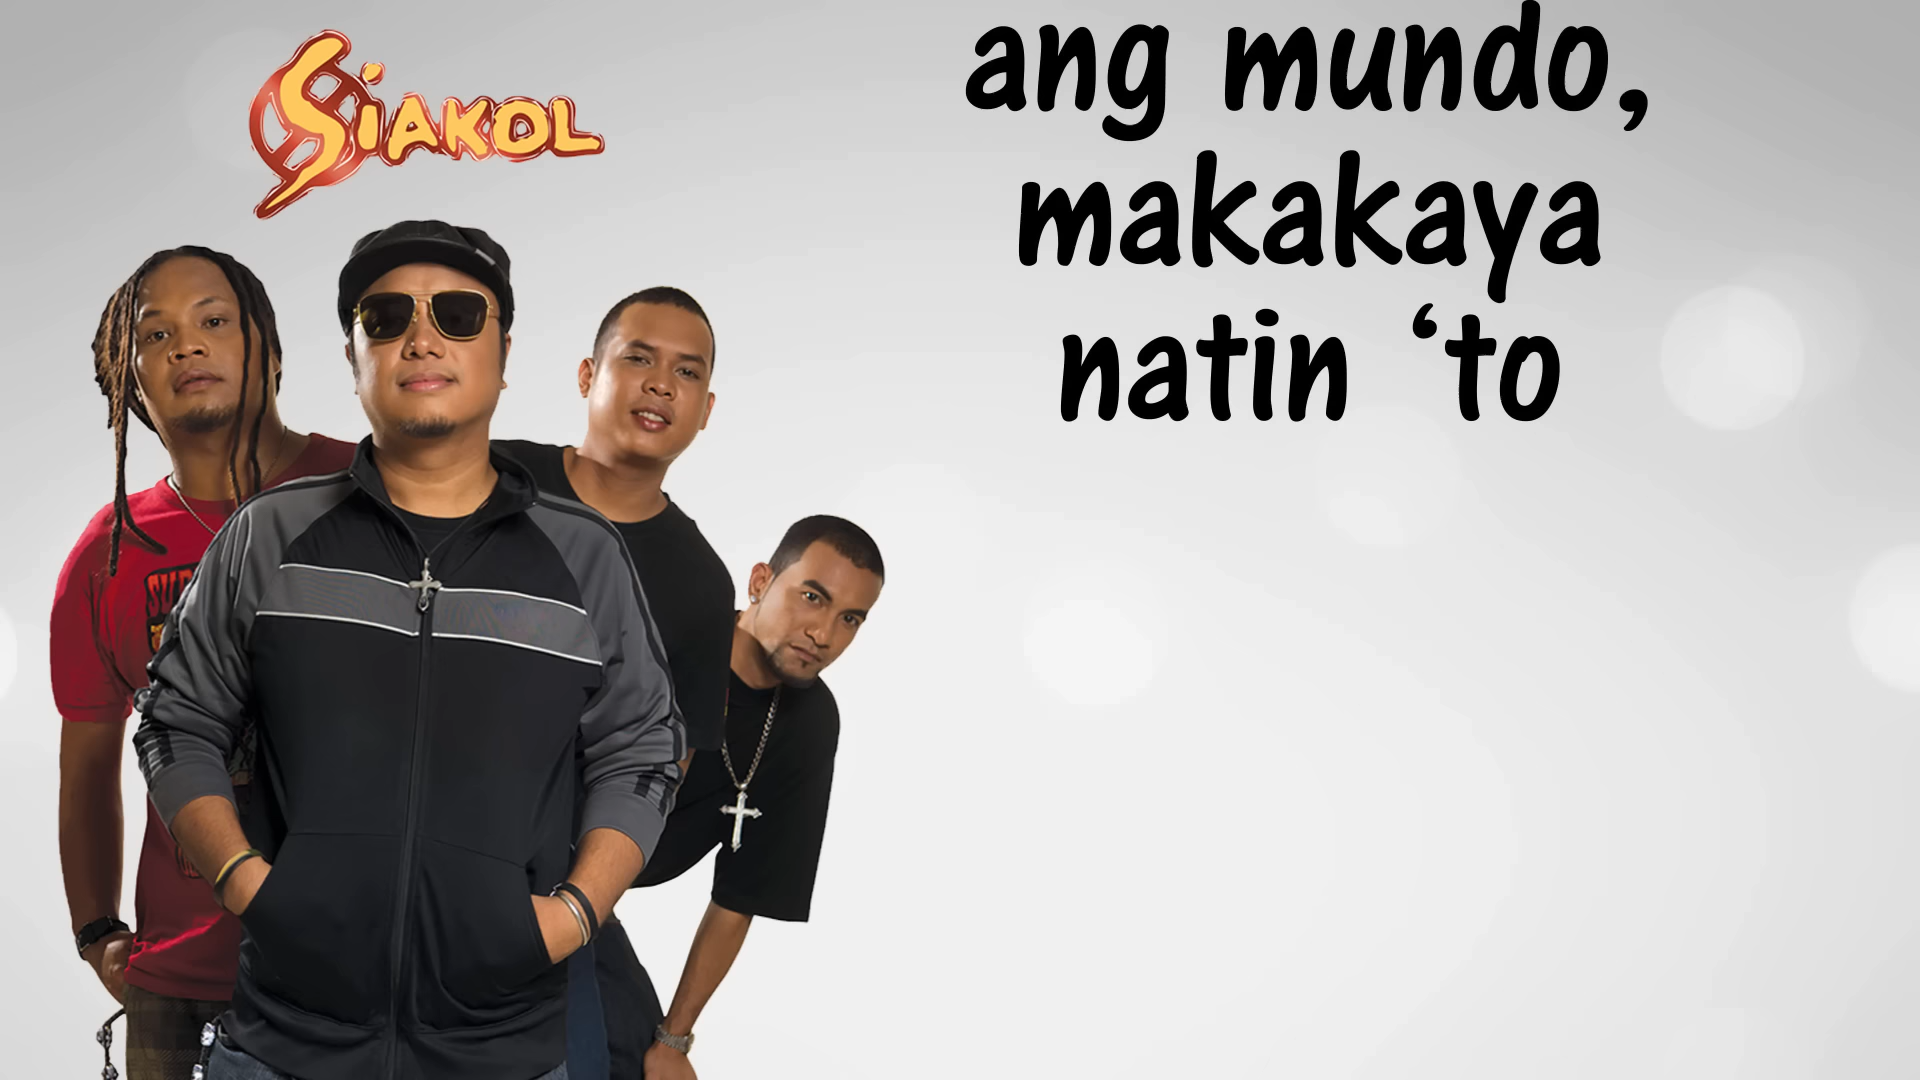 SIAKOL
ang mundo,
makakaya
natin ‘to